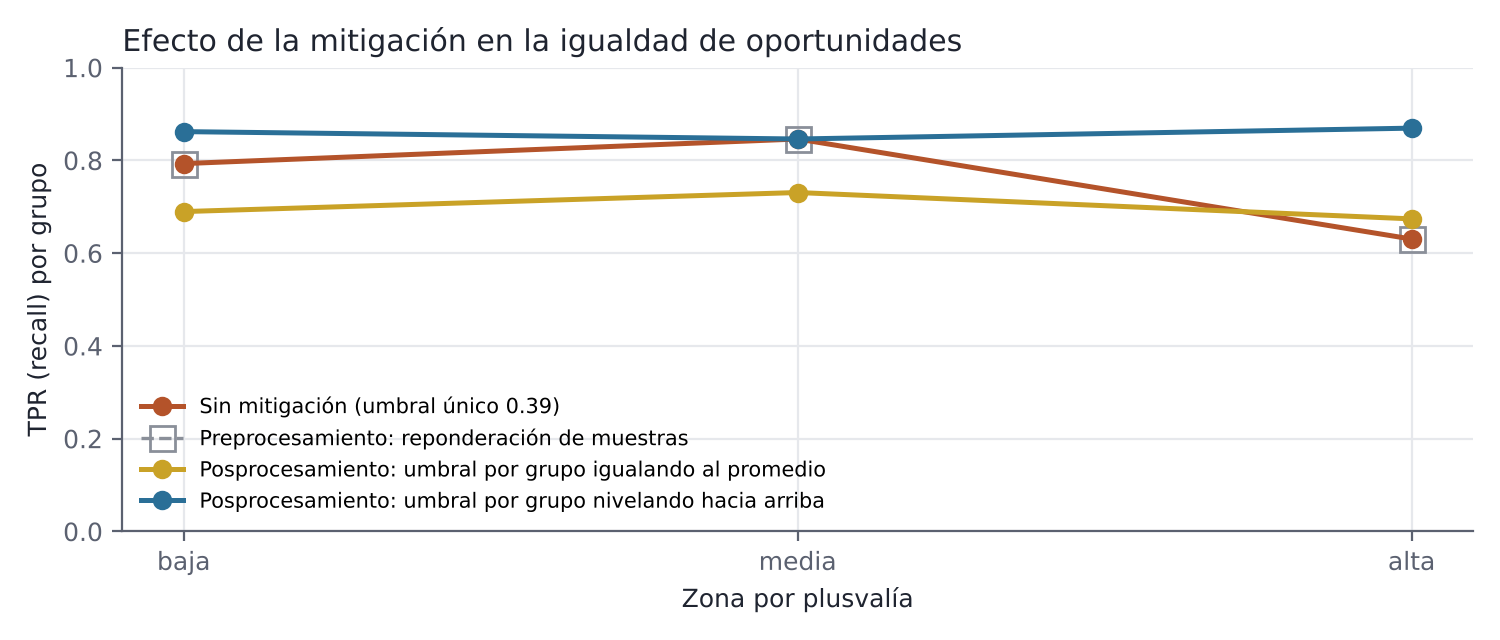 Efecto de la mitigación en la igualdad de oportunidades
1.0
0.8
0.6
0.4
0.2
0.0
TPR (recall) por grupo
Sin mitigación (umbral único 0.39)
Preprocesamiento: reponderación de muestras
Posprocesamiento: umbral por grupo igualando al promedio
Posprocesamiento: umbral por grupo nivelando hacia arriba
baja
media
alta
Zona por plusvalía